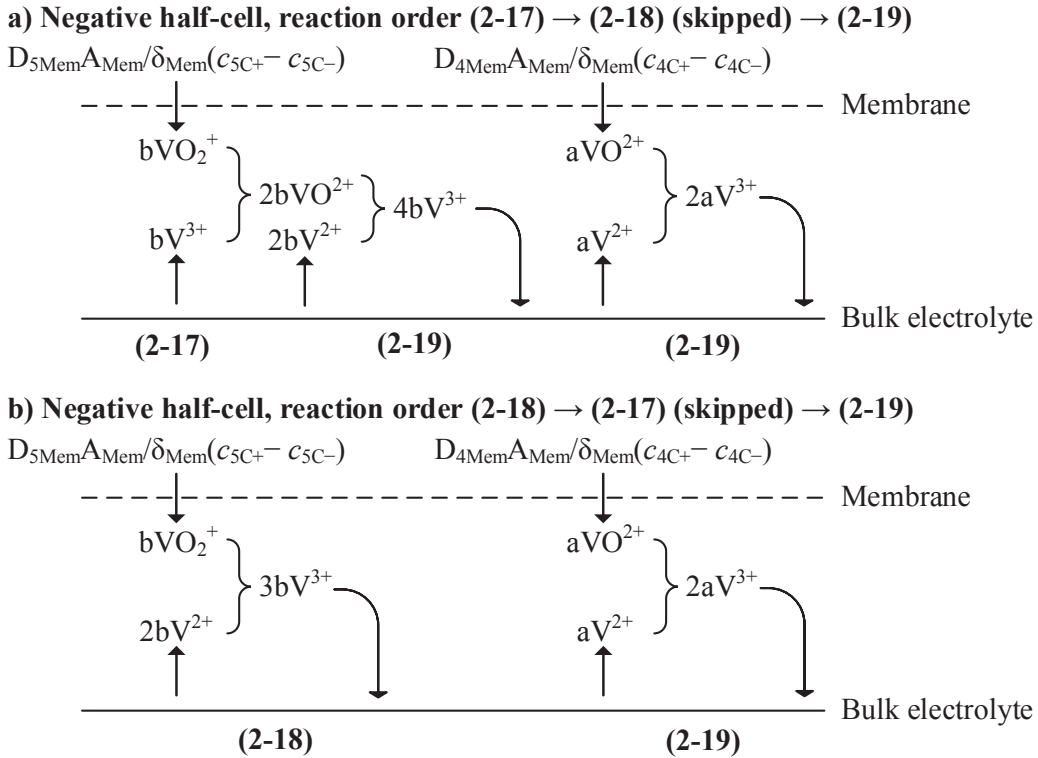 a) Negative half-cell, reaction order (2-17) → (2-18) (skipped) → (2-19)
D₅MemAMem/δMem(c₅C₊− c₅C₋) D₄MemAMem/δMem(c₄C₊− c₄C₋)
Membrane
bVO₂⁺ aVO²⁺
2bVO²⁺ 4bV³⁺ 2aV³⁺
bV³⁺ 2bV²⁺ aV²⁺
Bulk electrolyte
(2-17) (2-19) (2-19)
b) Negative half-cell, reaction order (2-18) → (2-17) (skipped) → (2-19)
D₅MemAMem/δMem(c₅C₊− c₅C₋) D₄MemAMem/δMem(c₄C₊− c₄C₋)
Membrane
bVO₂⁺ aVO²⁺
3bV³⁺ 2aV³⁺
2bV²⁺ aV²⁺
Bulk electrolyte
(2-18) (2-19)